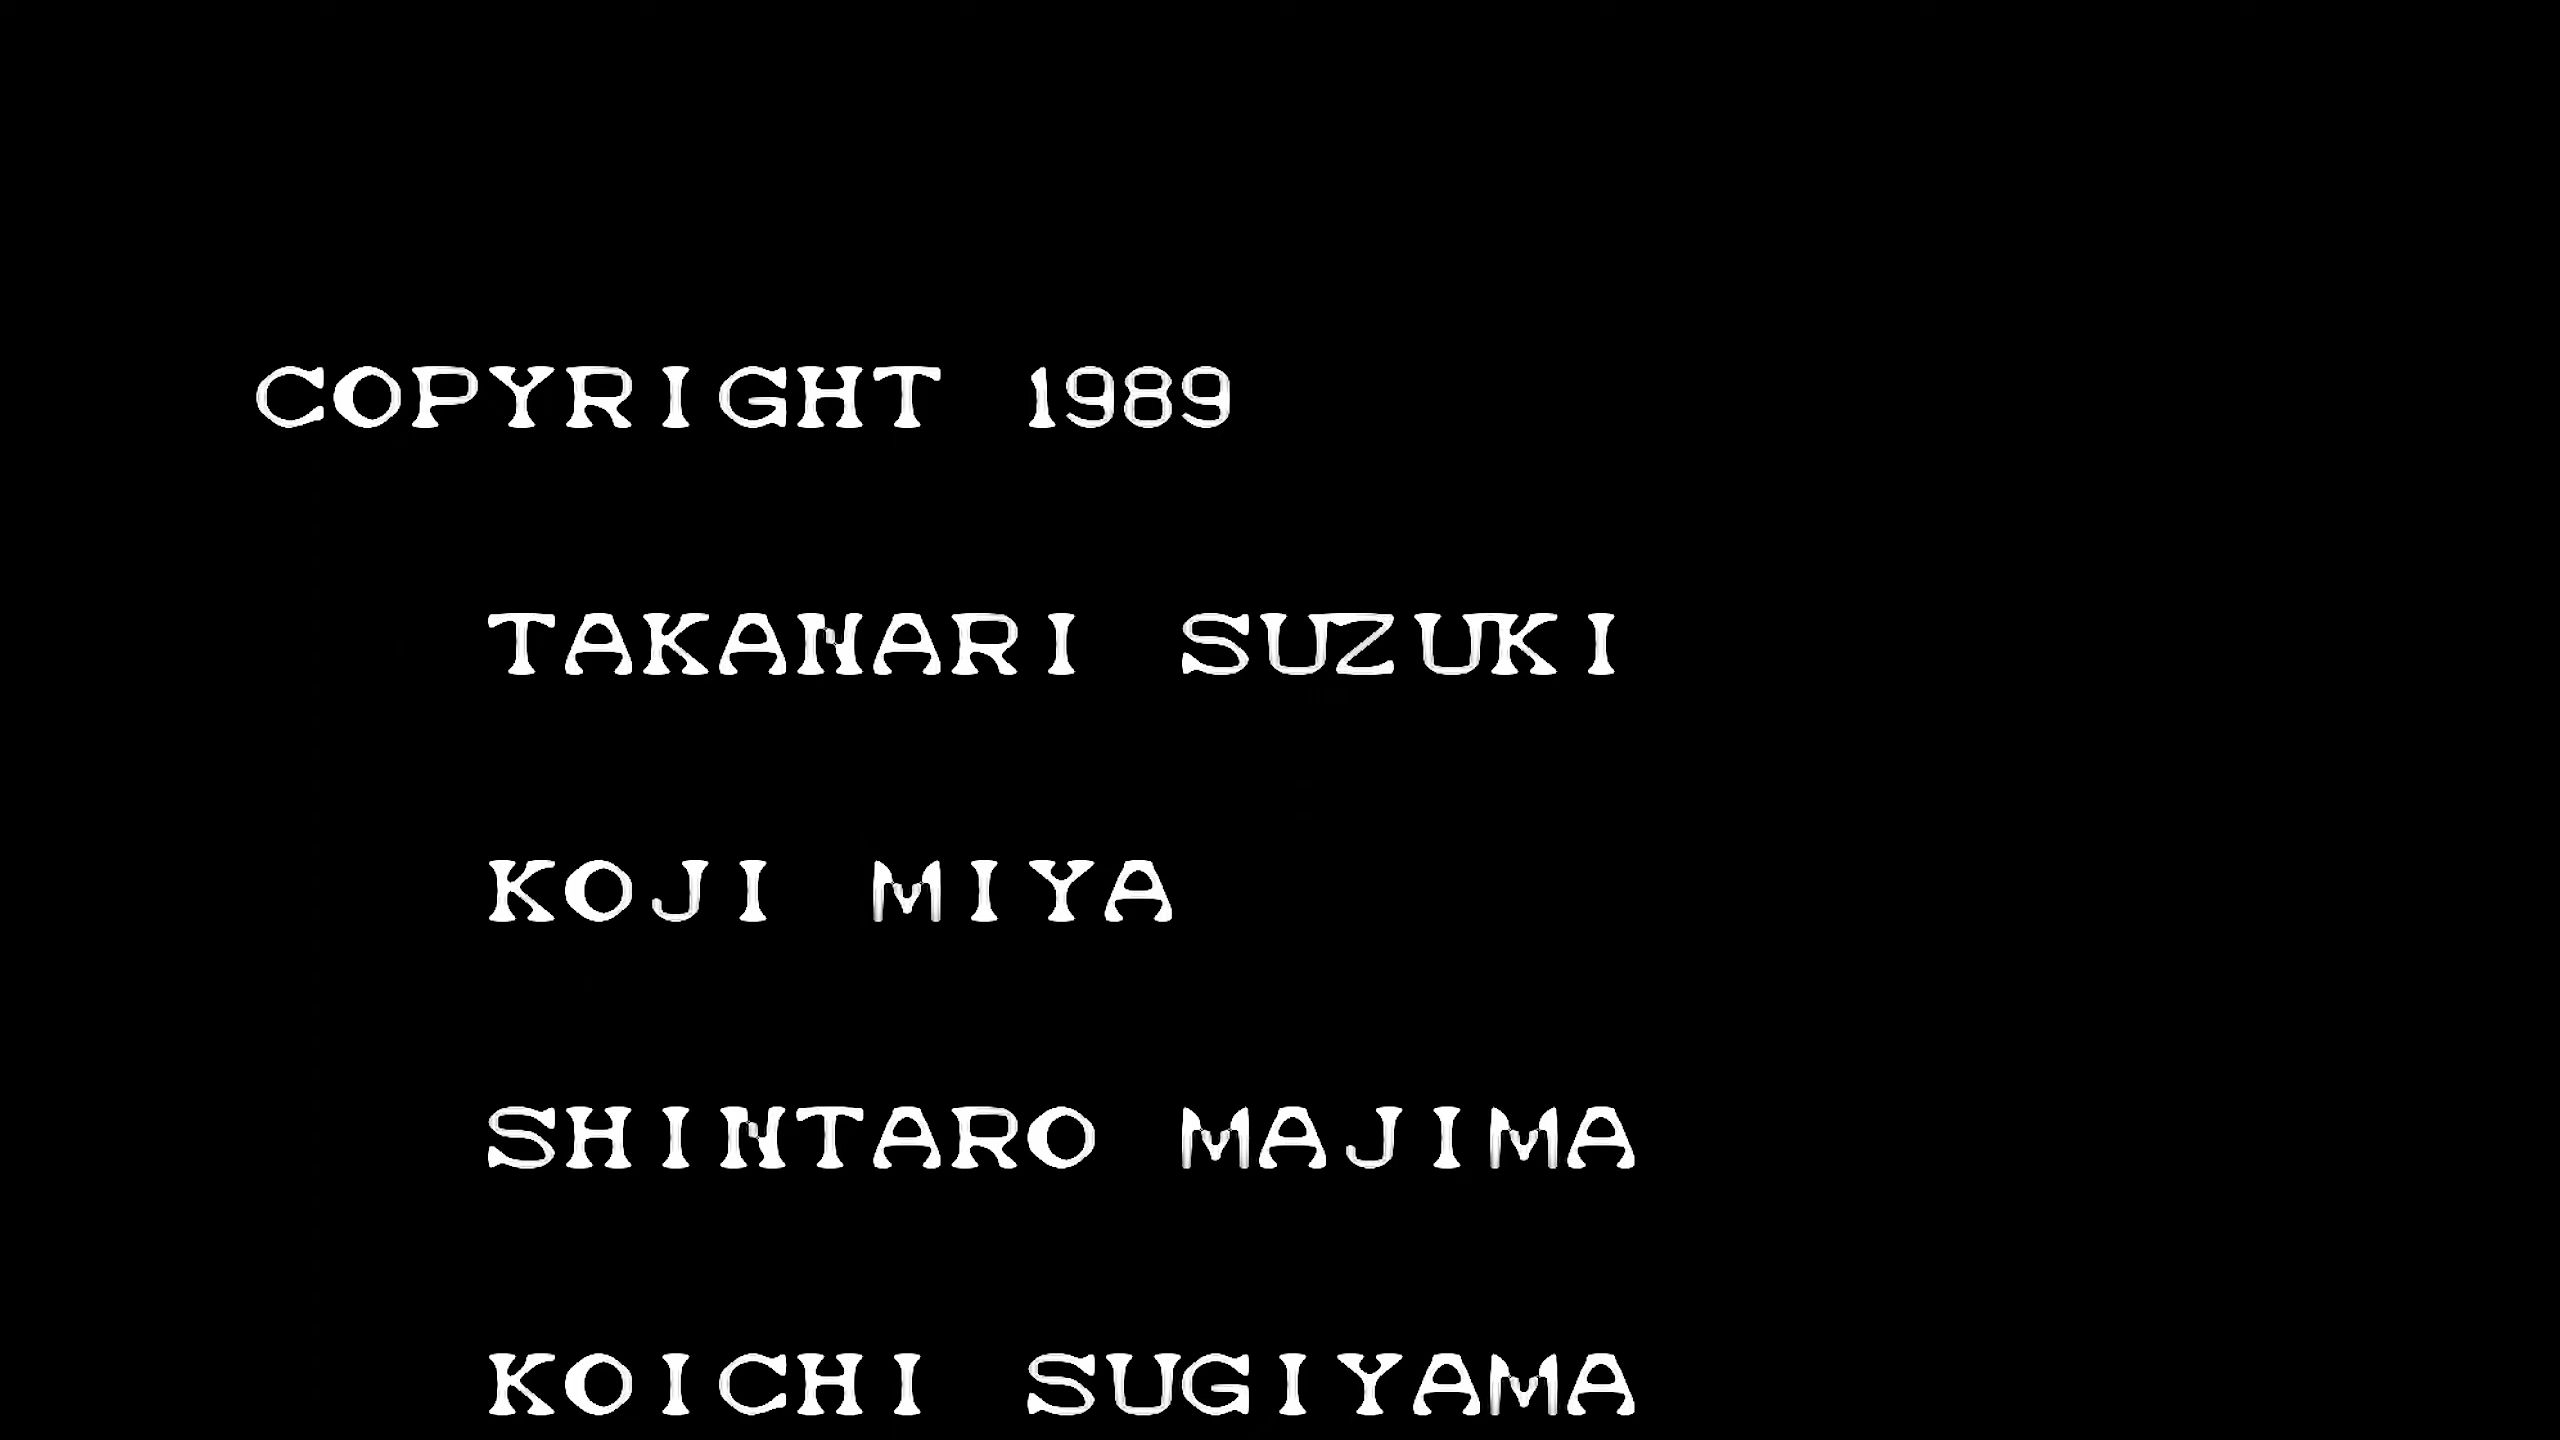 COPYRIGHT 1989
TAKANARI SUZUKI
KOJI MIYA
SHINTARO MAJIMA
KOICHI SUGIYAMA